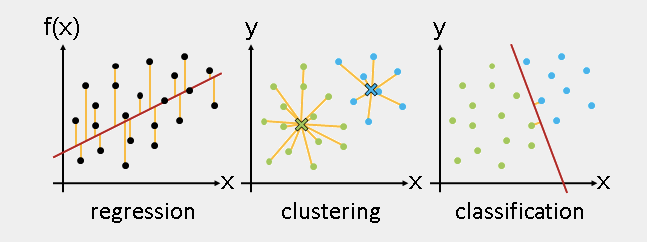 f(x)
x
regression
y
x
clustering
y
x
classification